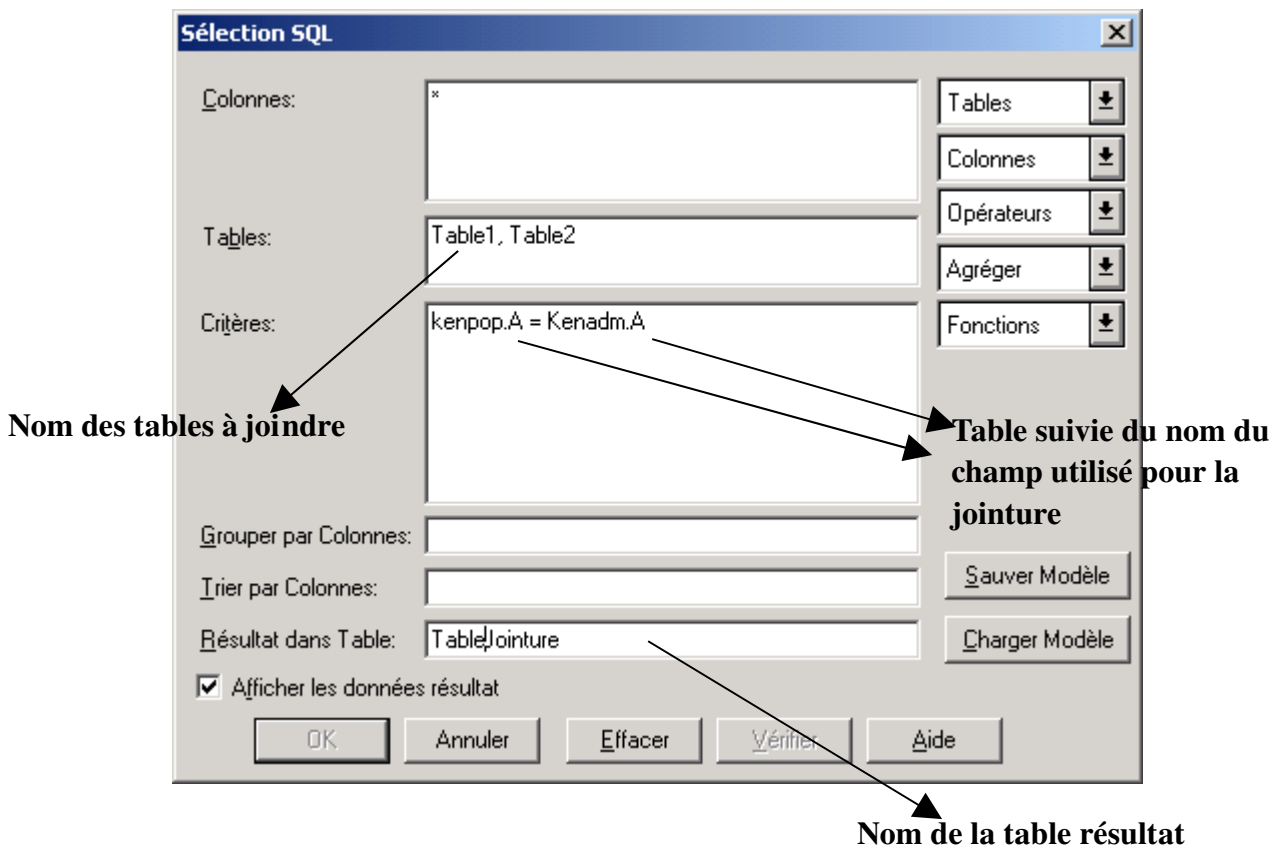 Sélection SQL
Colonnes:
*
Tables
Colonnes
Opérateurs
Tables:
Table1, Table2
Agréger
Critères:
kenpop.A = Kenadm.A
Fonctions
Nom des tables à joindre
Table suivie du nom du
champ utilisé pour la
jointure
Grouper par Colonnes:
Trier par Colonnes:
Sauver Modèle
Résultat dans Table:
TableJointure
Charger Modèle
Afficher les données résultat
OK
Annuler
Effacer
Vérifier
Aide
Nom de la table résultat